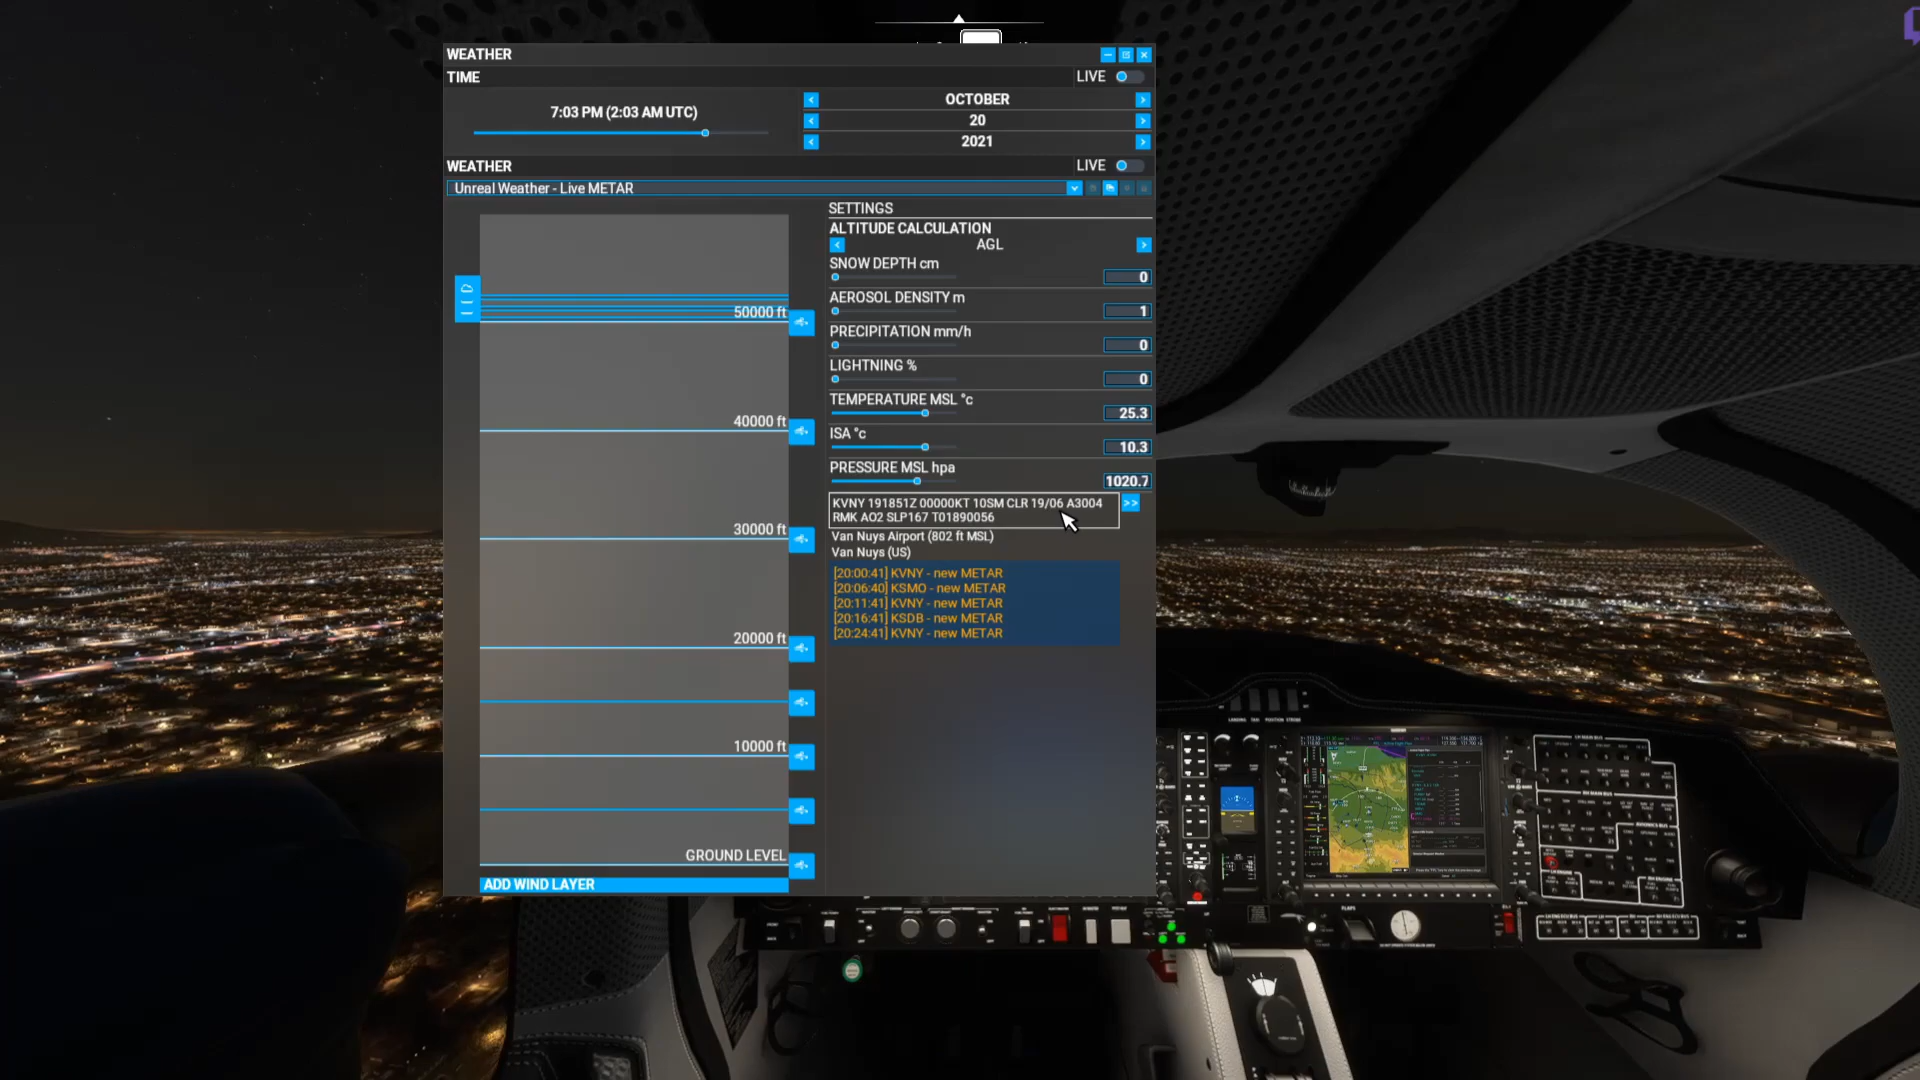 WEATHER
TIME
LIVE
7:03 PM (2:03 AM UTC)
OCTOBER
20
2021
WEATHER
LIVE
Unreal Weather - Live METAR
SETTINGS
ALTITUDE CALCULATION
AGL
SNOW DEPTH cm
0
AEROSOL DENSITY m
1
PRECIPITATION mm/h
0
LIGHTNING %
0
TEMPERATURE MSL °c
25.3
ISA °c
10.3
PRESSURE MSL hpa
1020.7
KVNY 191851Z 00000KT 10SM CLR 19/06 A3004
RMK AO2 SLP167 T01890056
>>
Van Nuys Airport (802 ft MSL)
Van Nuys (US)
[20:00:41] KVNY - new METAR
[20:06:40] KSMO - new METAR
[20:11:41] KVNY - new METAR
[20:16:41] KSDB - new METAR
[20:24:41] KVNY - new METAR
50000 ft
40000 ft
30000 ft
20000 ft
10000 ft
GROUND LEVEL
ADD WIND LAYER
LANDING TAXI POSITION STROBE
FLAPS